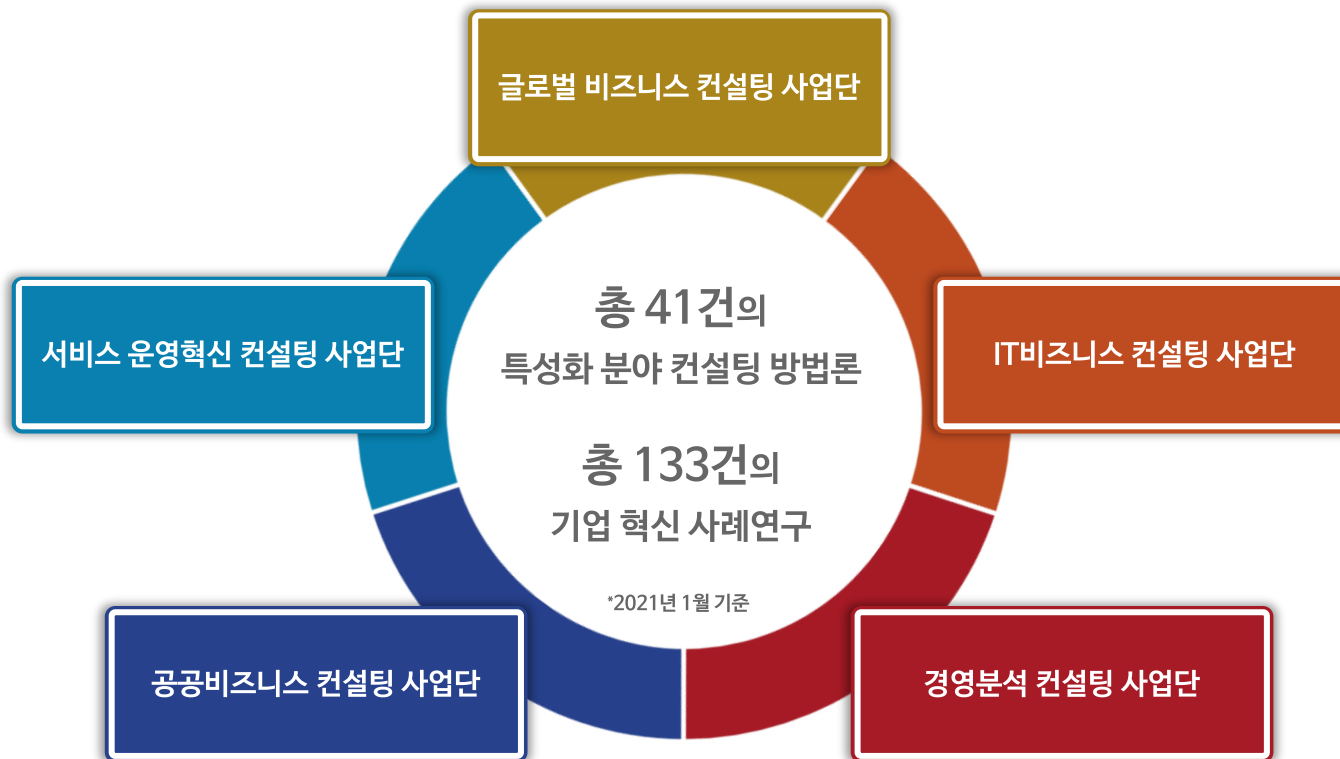 글로벌 비즈니스 컨설팅 사업단
서비스 운영혁신 컨설팅 사업단
총 41건의
특성화 분야 컨설팅 방법론
총 133건의
기업 혁신 사례연구
*2021년 1월 기준
IT비즈니스 컨설팅 사업단
공공비즈니스 컨설팅 사업단
경영분석 컨설팅 사업단